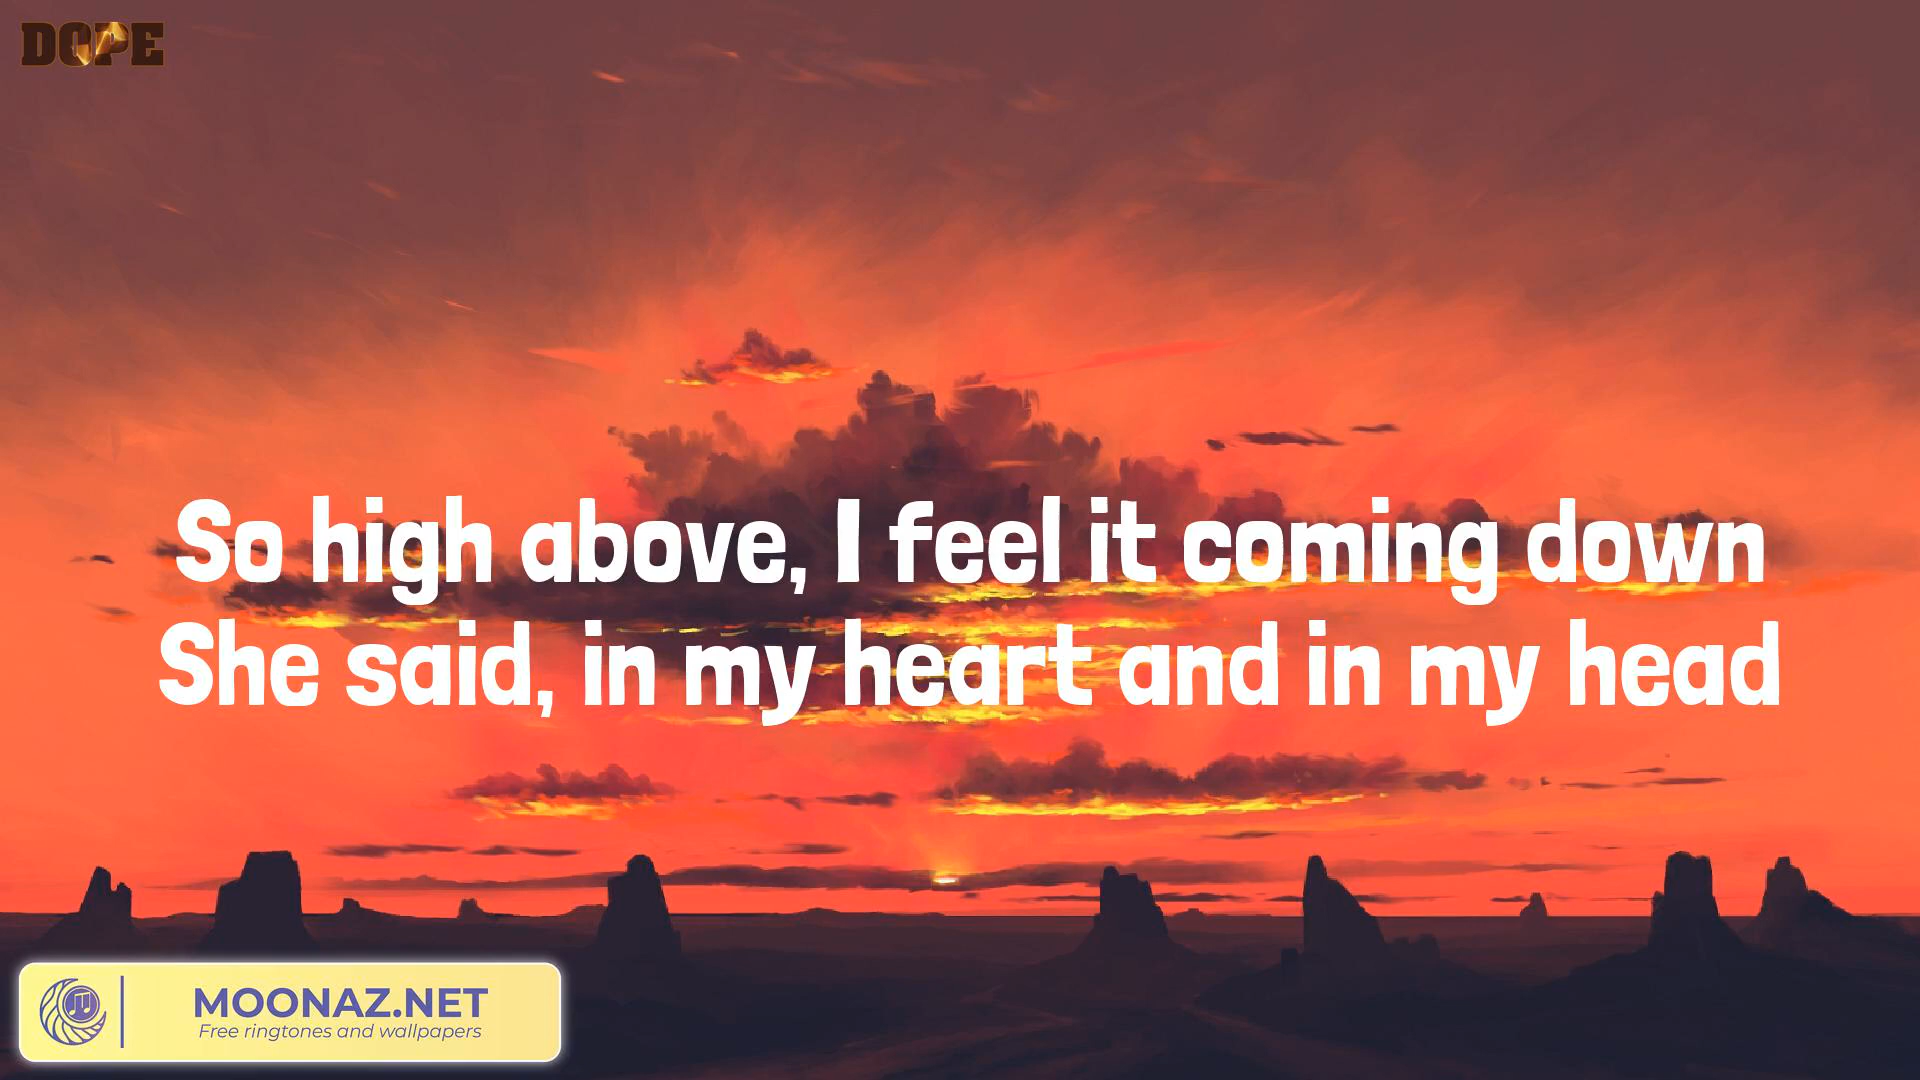 DOPE
So high above, I feel it coming down
She said, in my heart and in my head
MOONAZ.NET
Free ringtones and wallpapers